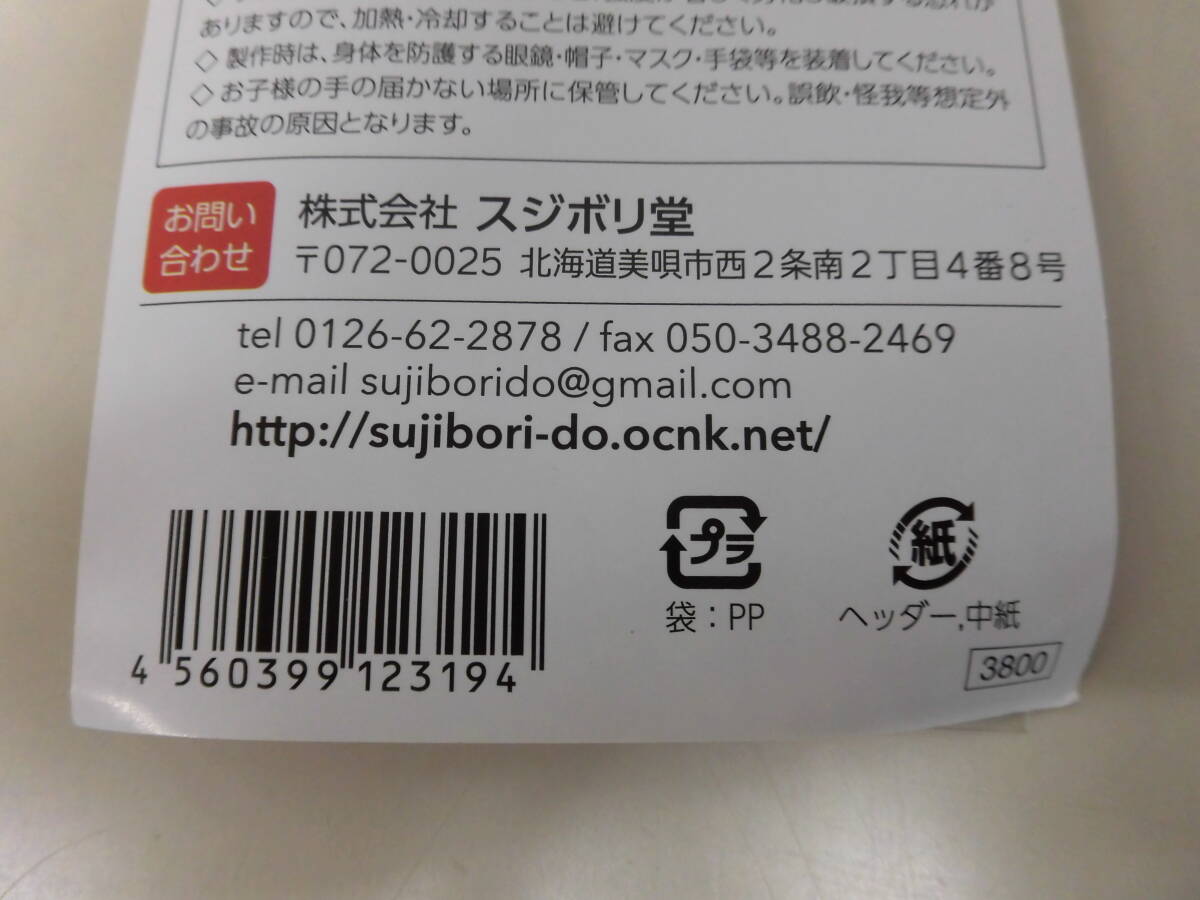 ありますので、加熱・冷却することは避けてください。
◇ 製作時は、身体を防護する眼鏡・帽子・マスク・手袋等を装着してください。
◇ お子様の手の届かない場所に保管してください。誤飲・怪我等想定外
の事故の原因となります。
お問い
合わせ
株式会社 スジボリ堂
〒072-0025 北海道美唄市西2条南2丁目4番8号
tel 0126-62-2878 / fax 050-3488-2469
e-mail sujiborido@gmail.com
http://sujibori-do.ocnk.net/
プラ
紙
袋:PP
ヘッダー,中紙
4 560399 123194
3800